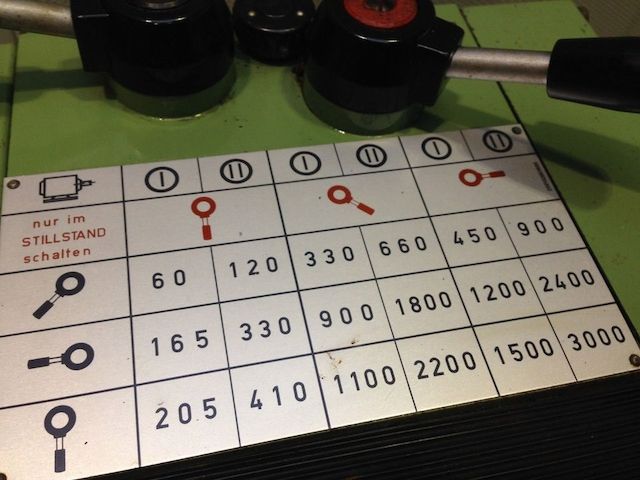 I II I II I II
nur im
STILLSTAND
schalten
60 120 330 660 450 900
165 330 900 1800 1200 2400
205 410 1100 2200 1500 3000